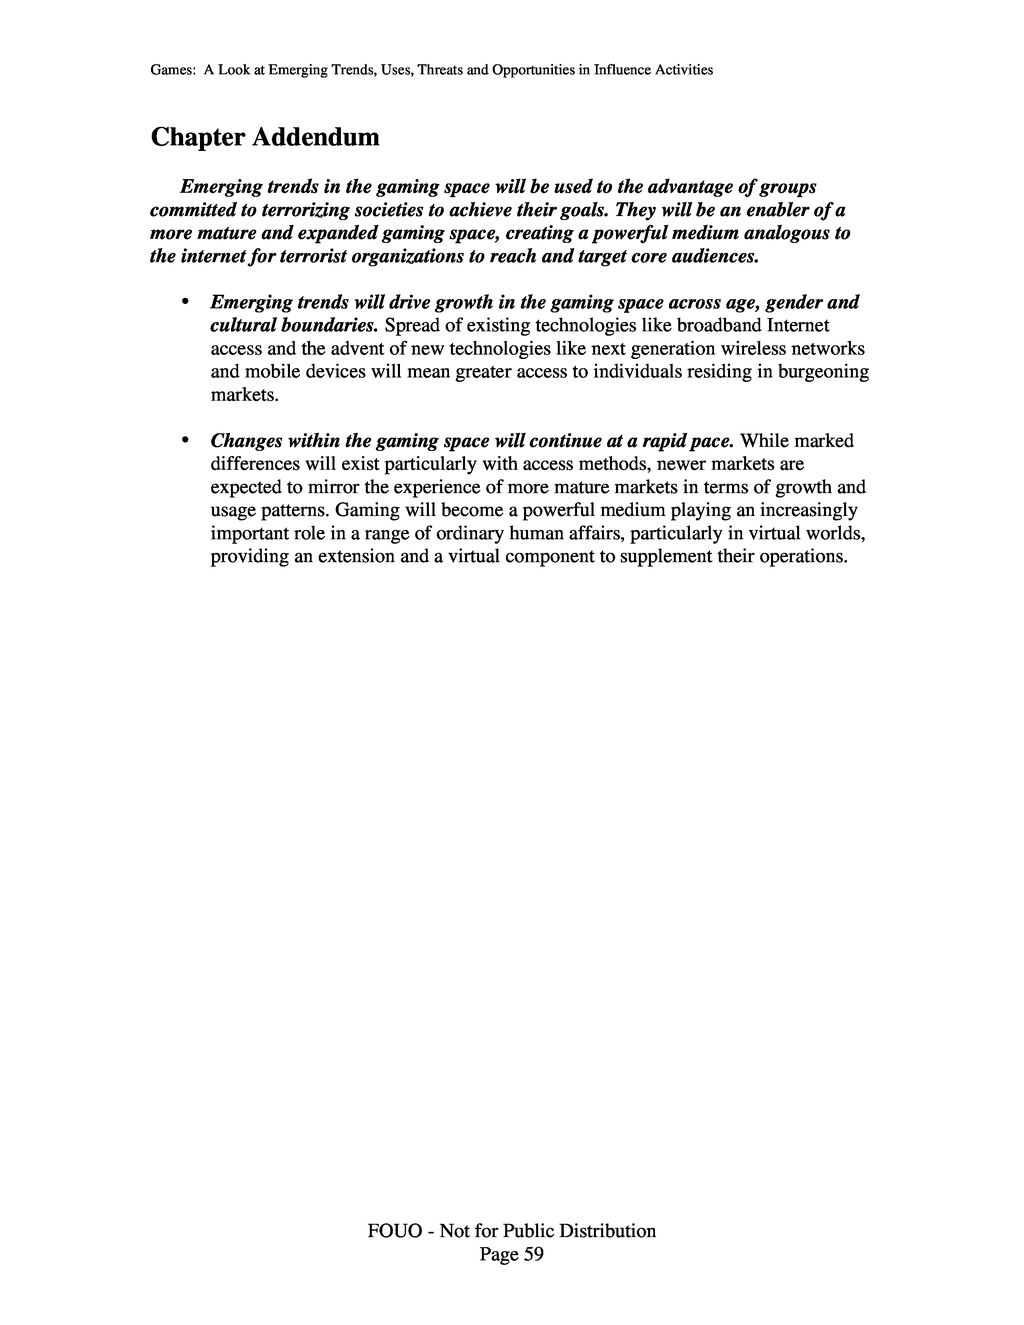 Games:  A Look at Emerging Trends, Uses, Threats and Opportunities in Influence Activities
Chapter Addendum
Emerging trends in the gaming space will be used to the advantage of groups
committed to terrorizing societies to achieve their goals. They will be an enabler of a
more mature and expanded gaming space, creating a powerful medium analogous to
the internet for terrorist organizations to reach and target core audiences.
• Emerging trends will drive growth in the gaming space across age, gender and
cultural boundaries. Spread of existing technologies like broadband Internet
access and the advent of new technologies like next generation wireless networks
and mobile devices will mean greater access to individuals residing in burgeoning
markets.
• Changes within the gaming space will continue at a rapid pace. While marked
differences will exist particularly with access methods, newer markets are
expected to mirror the experience of more mature markets in terms of growth and
usage patterns. Gaming will become a powerful medium playing an increasingly
important role in a range of ordinary human affairs, particularly in virtual worlds,
providing an extension and a virtual component to supplement their operations.
FOUO - Not for Public Distribution
Page 59